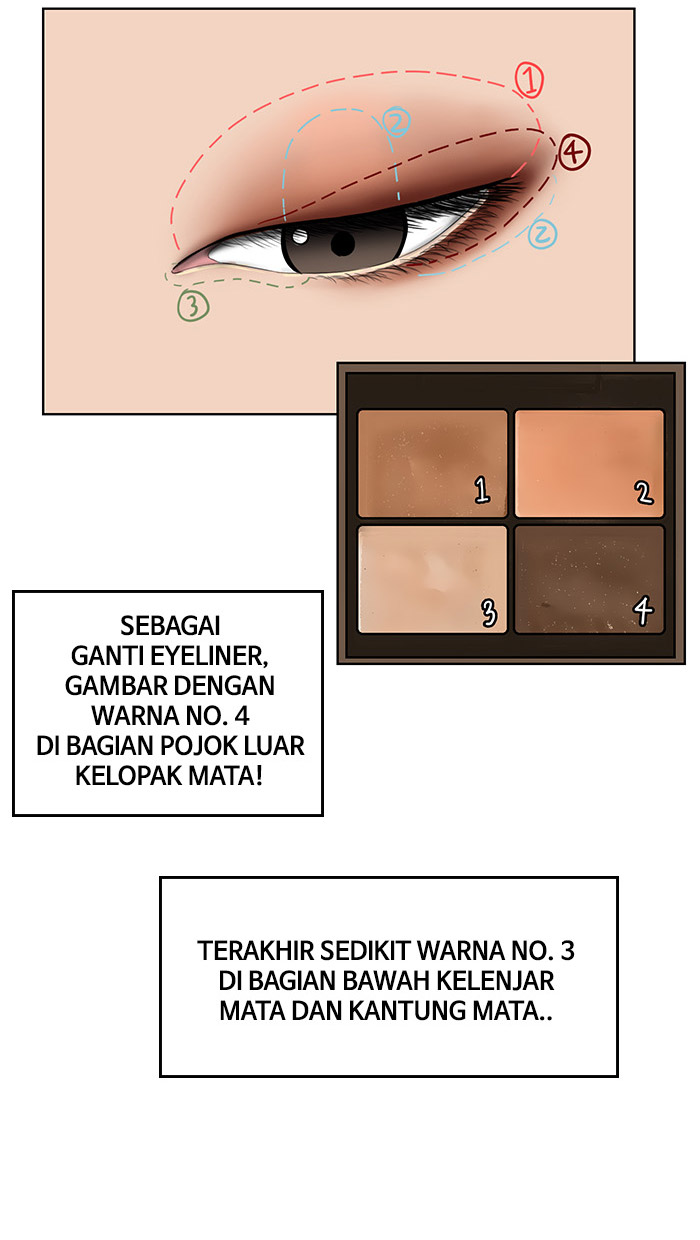 ①
②
④
②
③
1
2
3
4
SEBAGAI
GANTI EYELINER,
GAMBAR DENGAN
WARNA NO. 4
DI BAGIAN POJOK LUAR
KELOPAK MATA!
TERAKHIR SEDIKIT WARNA NO. 3
DI BAGIAN BAWAH KELENJAR
MATA DAN KANTUNG MATA..